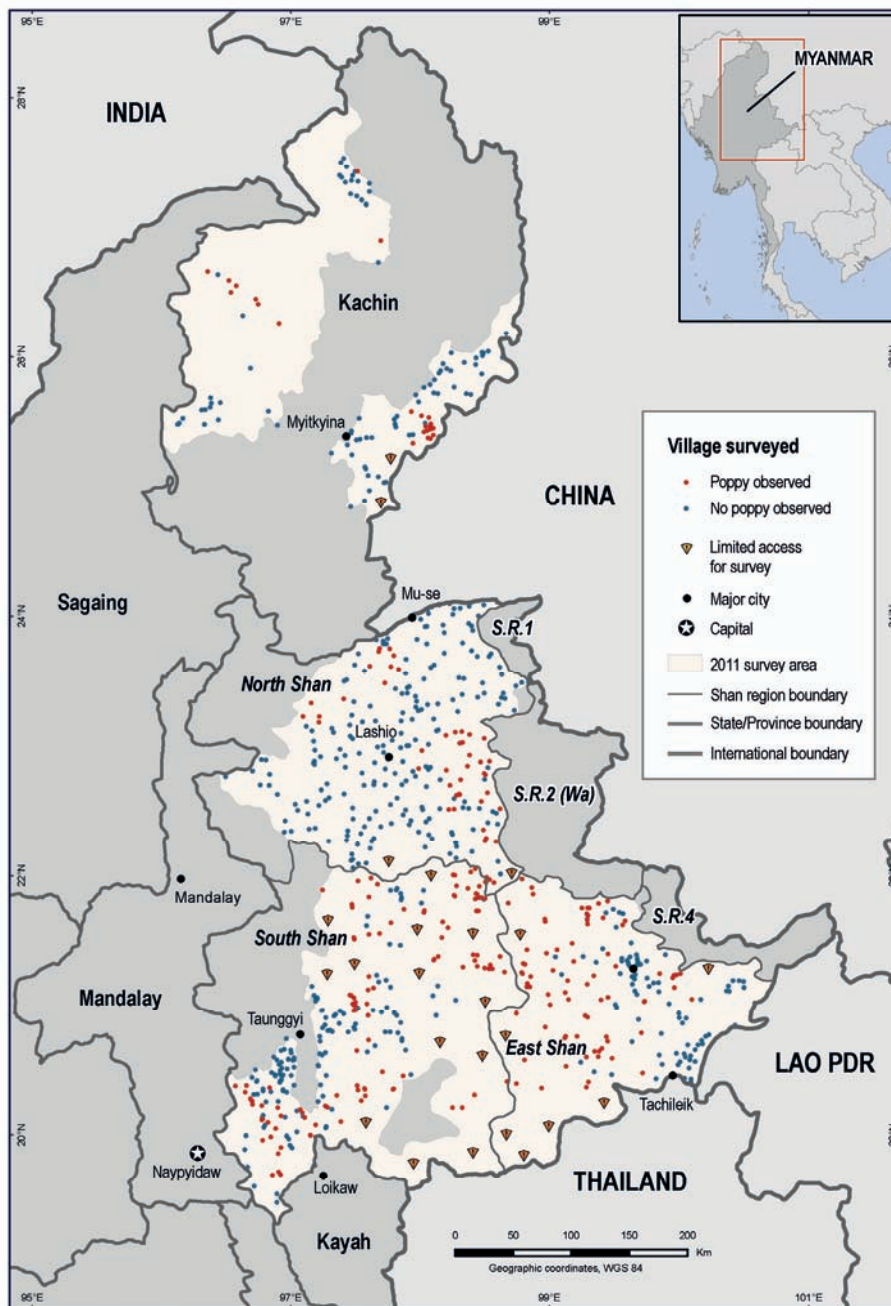 95°E
97°E
99°E
MYANMAR
28°N
INDIA
Kachin
26°N
Myitkyina
Village surveyed
Poppy observed
No poppy observed
Limited access
for survey
Major city
Capital
2011 survey area
Shan region boundary
State/Province boundary
International boundary
CHINA
24°N
Sagaing
Mu-se
S.R.1
North Shan
Lashio
S.R.2 (Wa)
22°N
Mandalay
S.R.4
South Shan
Mandalay
Taunggyi
East Shan
LAO PDR
Tachileik
20°N
Naypyidaw
Loikaw
THAILAND
Kayah
0 50 100 150 200
Km
Geographic coordinates, WGS 84
95°E
97°E
99°E
101°E